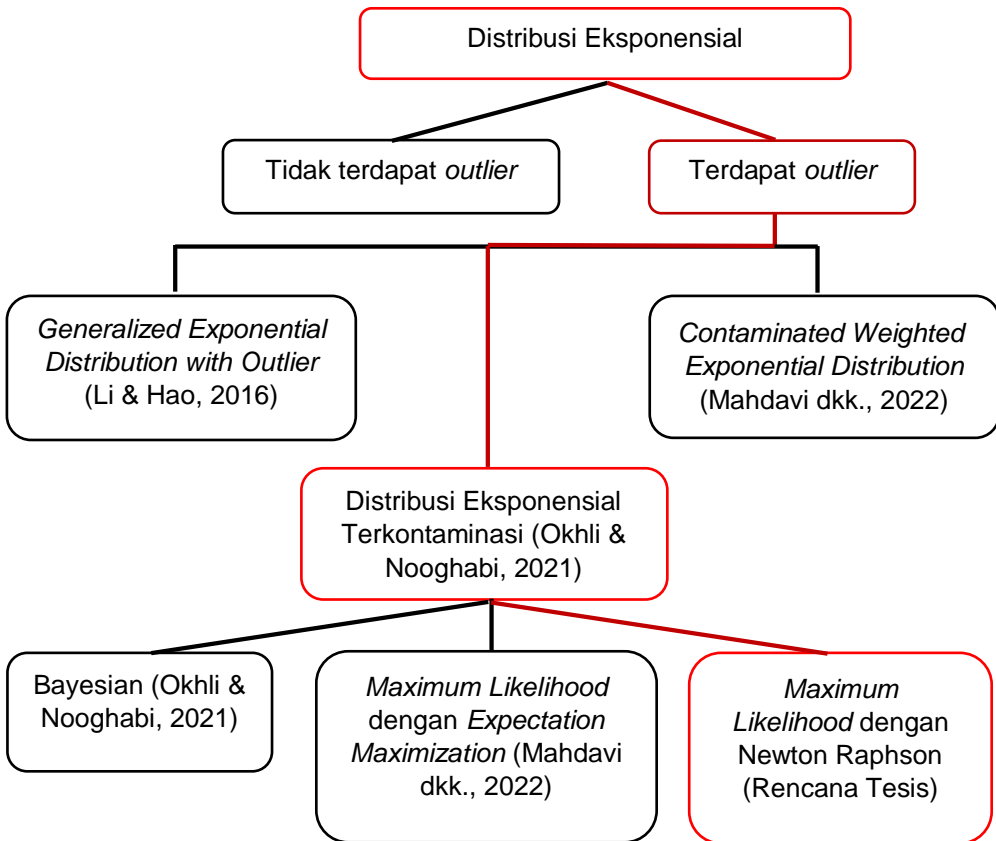 Distribusi Eksponensial
Tidak terdapat outlier
Terdapat outlier
Generalized Exponential
Distribution with Outlier
(Li & Hao, 2016)
Contaminated Weighted
Exponential Distribution
(Mahdavi dkk., 2022)
Distribusi Eksponensial
Terkontaminasi (Okhli &
Nooghabi, 2021)
Bayesian (Okhli &
Nooghabi, 2021)
Maximum Likelihood
dengan Expectation
Maximization (Mahdavi
dkk., 2022)
Maximum
Likelihood dengan
Newton Raphson
(Rencana Tesis)